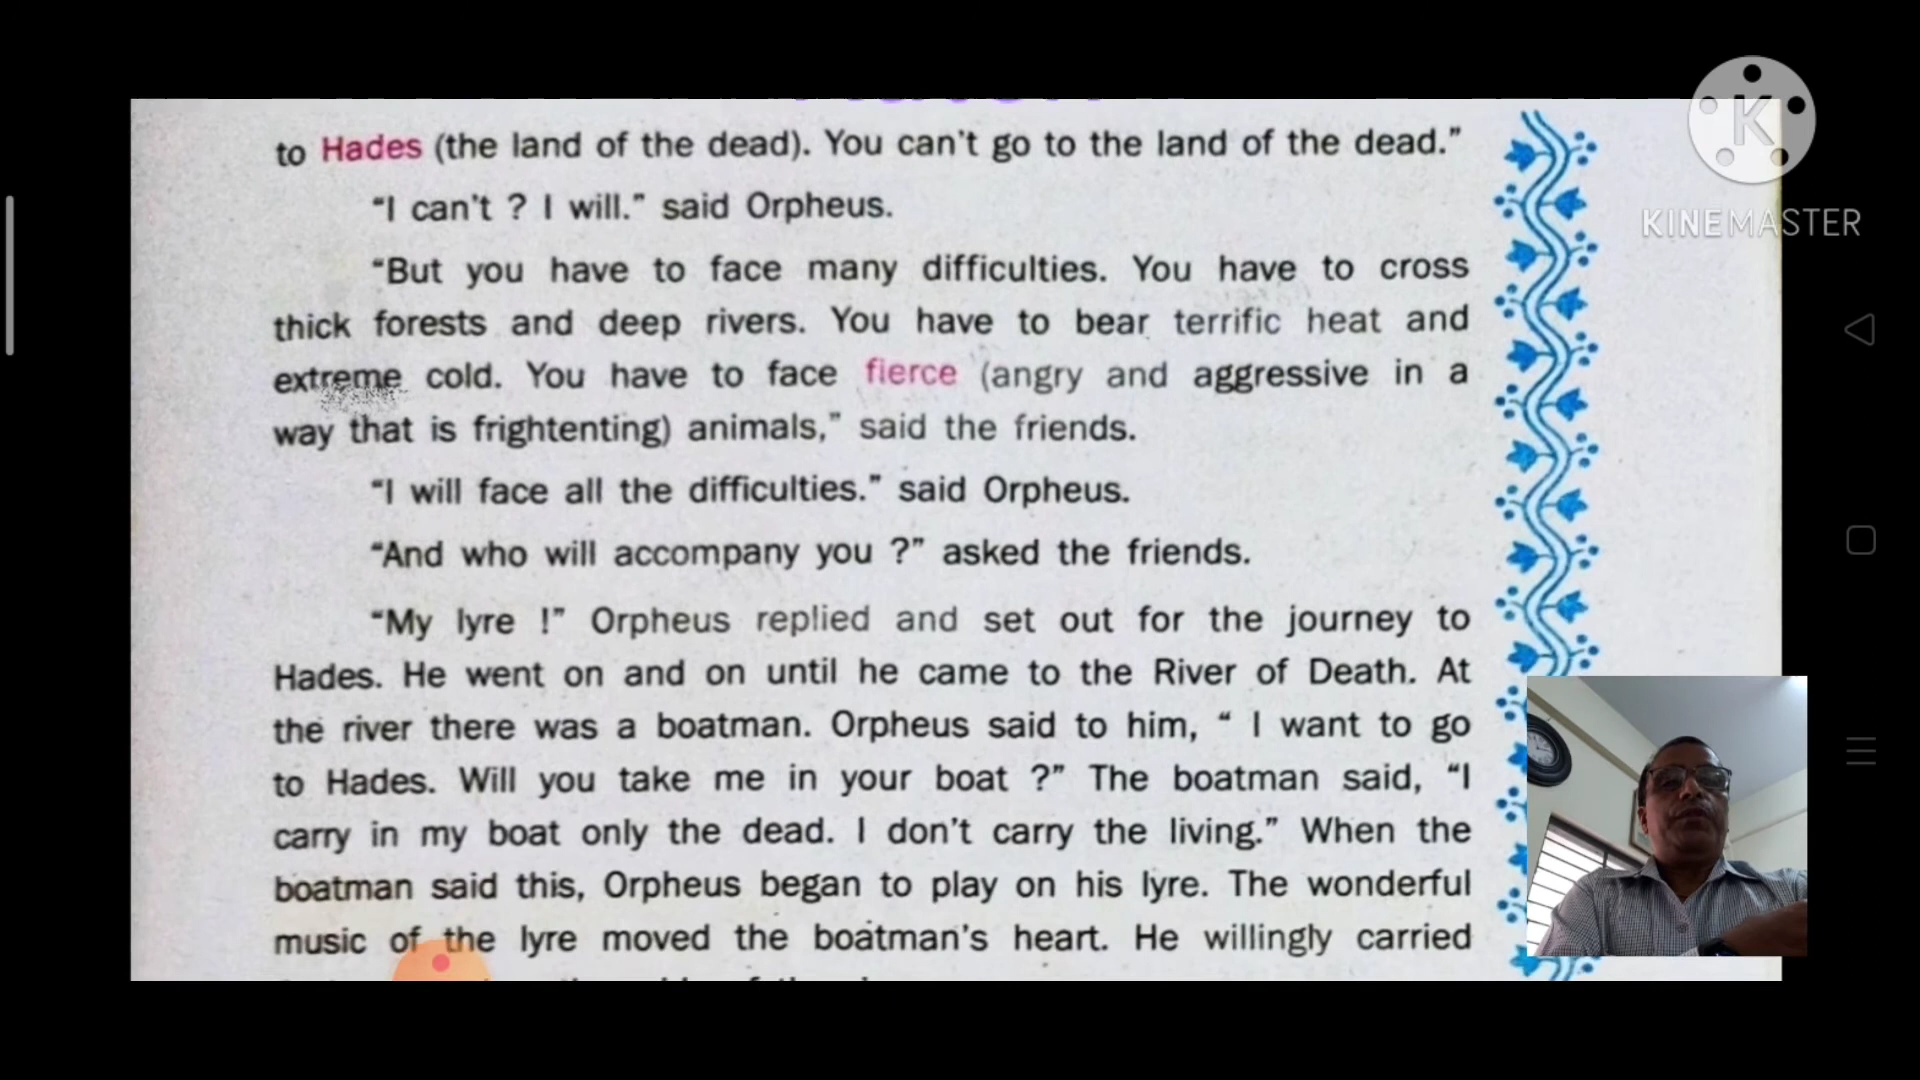 to Hades (the land of the dead). You can't go to the land of the dead."
"I can't ? I will." said Orpheus.
"But you have to face many difficulties. You have to cross
thick forests and deep rivers. You have to bear terrific heat and
extreme cold. You have to face fierce (angry and aggressive in a
way that is frightenting) animals," said the friends.
"I will face all the difficulties." said Orpheus.
"And who will accompany you ?" asked the friends.
"My lyre !" Orpheus replied and set out for the journey to
Hades. He went on and on until he came to the River of Death. At
the river there was a boatman. Orpheus said to him, " I want to go
to Hades. Will you take me in your boat ?" The boatman said, "I
carry in my boat only the dead. I don't carry the living." When the
boatman said this, Orpheus began to play on his lyre. The wonderful
music of the lyre moved the boatman's heart. He willingly carried
K
KINEMASTER